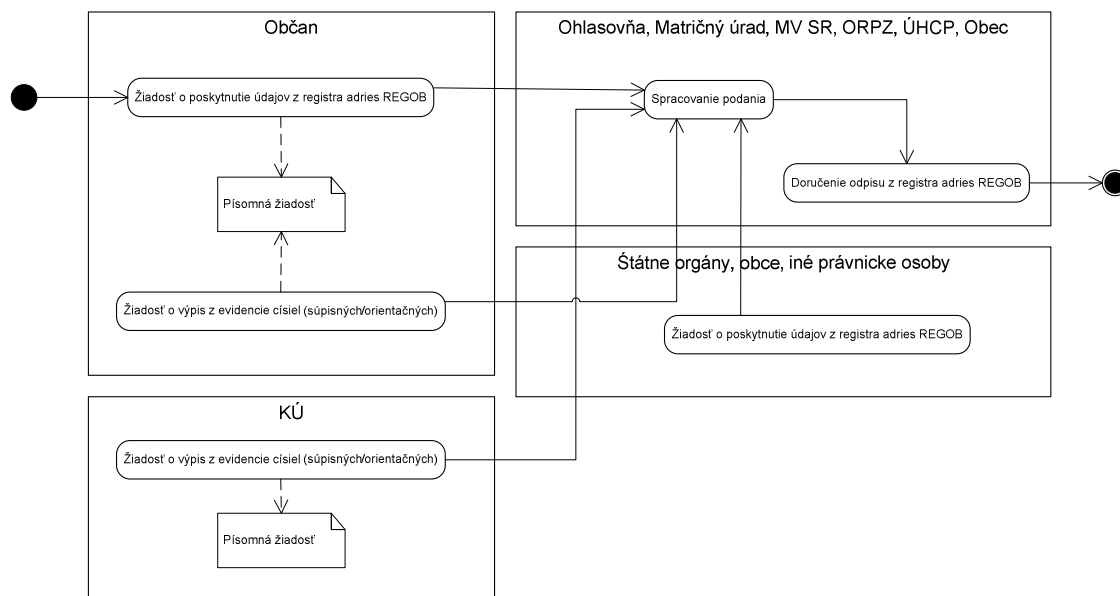 Občan
Žiadosť o poskytnutie údajov z registra adries REGOB
Písomná žiadosť
Žiadosť o výpis z evidencie císiel (súpisných/orientačných)
Ohlasovňa, Matričný úrad, MV SR, ORPZ, ÚHCP, Obec
Spracovanie podania
Doručenie odpisu z registra adries REGOB
Štátne orgány, obce, iné právnicke osoby
Žiadosť o poskytnutie údajov z registra adries REGOB
KÚ
Žiadosť o výpis z evidencie císiel (súpisných/orientačných)
Písomná žiadosť